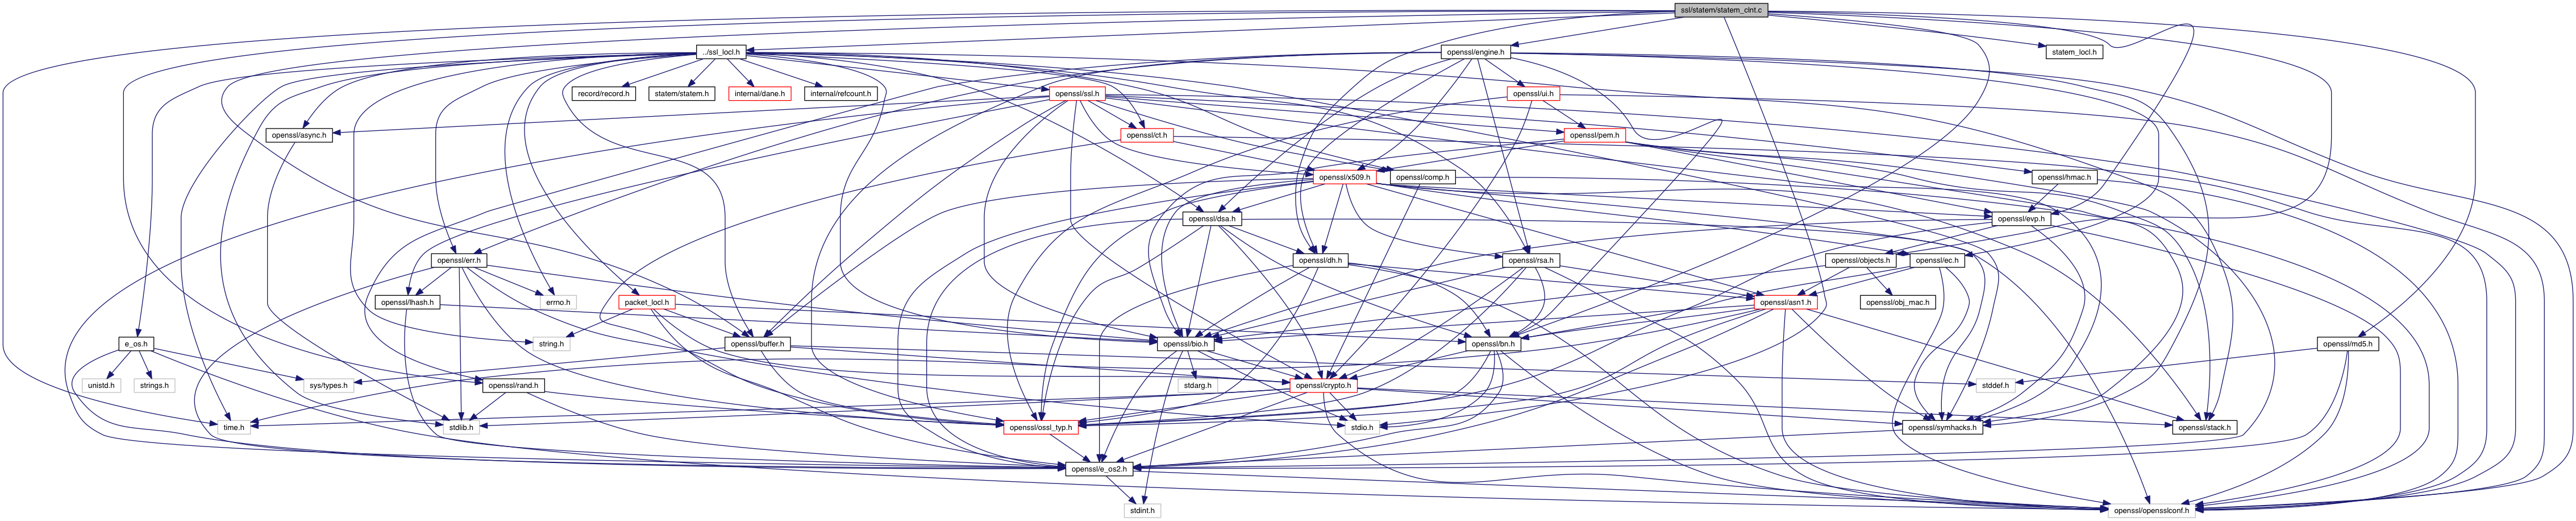 ssl/statem/statem_clnt.c
../ssl_locl.h
openssl/engine.h
statem_locl.h
record/record.h
statem/statem.h
internal/dane.h
internal/refcount.h
openssl/ssl.h
openssl/ui.h
openssl/async.h
openssl/ct.h
openssl/pem.h
openssl/x509.h
openssl/comp.h
openssl/hmac.h
openssl/dsa.h
openssl/evp.h
openssl/err.h
openssl/dh.h
openssl/rsa.h
openssl/objects.h
openssl/ec.h
openssl/lhash.h
errno.h
packet_locl.h
openssl/asn1.h
openssl/obj_mac.h
e_os.h
string.h
openssl/buffer.h
openssl/bio.h
openssl/bn.h
openssl/md5.h
unistd.h
strings.h
sys/types.h
openssl/rand.h
stdarg.h
openssl/crypto.h
stddef.h
time.h
stdlib.h
openssl/ossl_typ.h
stdio.h
openssl/symhacks.h
openssl/stack.h
openssl/e_os2.h
stdint.h
openssl/opensslconf.h